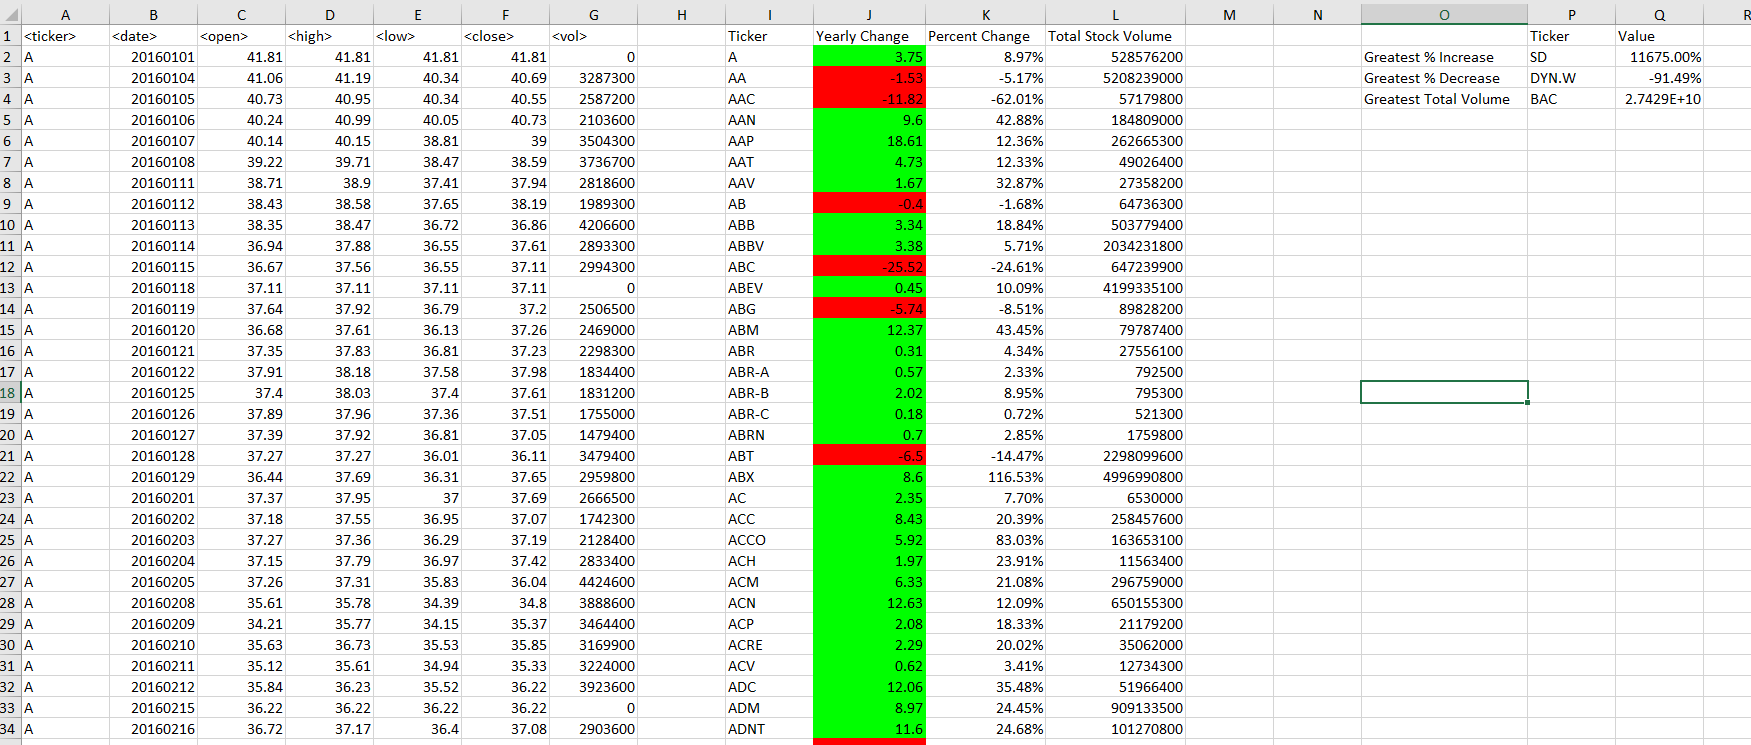 A B C D E F G H I J K L M N O P Q R
1 <ticker> <date> <open> <high> <low> <close> <vol> Ticker Yearly Change Percent Change Total Stock Volume Ticker Value
2 A 20160101 41.81 41.81 41.81 41.81 0 A 3.75 8.97% 528576200 Greatest % Increase SD 11675.00%
3 A 20160104 41.06 41.19 40.34 40.69 3287300 AA -1.53 -5.17% 5208239000 Greatest % Decrease DYN.W -91.49%
4 A 20160105 40.73 40.95 40.34 40.55 2587200 AAC -11.82 -62.01% 57179800 Greatest Total Volume BAC 2.7429E+10
5 A 20160106 40.24 40.99 40.05 40.73 2103600 AAN 9.6 42.88% 184809000
6 A 20160107 40.14 40.15 38.81 39 3504300 AAP 18.61 12.36% 262665300
7 A 20160108 39.22 39.71 38.47 38.59 3736700 AAT 4.73 12.33% 49026400
8 A 20160111 38.71 38.9 37.41 37.94 2818600 AAV 1.67 32.87% 27358200
9 A 20160112 38.43 38.58 37.65 38.19 1989300 AB -0.4 -1.68% 64736300
10 A 20160113 38.35 38.47 36.72 36.86 4206600 ABB 3.34 18.84% 503779400
11 A 20160114 36.94 37.88 36.55 37.61 2893300 ABBV 3.38 5.71% 2034231800
12 A 20160115 36.67 37.56 36.55 37.11 2994300 ABC -25.52 -24.61% 647239900
13 A 20160118 37.11 37.11 37.11 37.11 0 ABEV 0.45 10.09% 4199335100
14 A 20160119 37.64 37.92 36.79 37.2 2506500 ABG -5.74 -8.51% 89828200
15 A 20160120 36.68 37.61 36.13 37.26 2469000 ABM 12.37 43.45% 79787400
16 A 20160121 37.35 37.83 36.81 37.23 2298300 ABR 0.31 4.34% 27556100
17 A 20160122 37.91 38.18 37.58 37.98 1834400 ABR-A 0.57 2.33% 792500
18 A 20160125 37.4 38.03 37.4 37.61 1831200 ABR-B 2.02 8.95% 795300
19 A 20160126 37.89 37.96 37.36 37.51 1755000 ABR-C 0.18 0.72% 521300
20 A 20160127 37.39 37.92 36.81 37.05 1479400 ABRN 0.7 2.85% 1759800
21 A 20160128 37.27 37.27 36.01 36.11 3479400 ABT -6.5 -14.47% 2298099600
22 A 20160129 36.44 37.69 36.31 37.65 2959800 ABX 8.6 116.53% 4996990800
23 A 20160201 37.37 37.95 37 37.69 2666500 AC 2.35 7.70% 6530000
24 A 20160202 37.18 37.55 36.95 37.07 1742300 ACC 8.43 20.39% 258457600
25 A 20160203 37.27 37.36 36.29 37.19 2128400 ACCO 5.92 83.03% 163653100
26 A 20160204 37.15 37.79 36.97 37.42 2833400 ACH 1.97 23.91% 11563400
27 A 20160205 37.26 37.31 35.83 36.04 4424600 ACM 6.33 21.08% 296759000
28 A 20160208 35.61 35.78 34.39 34.8 3888600 ACN 12.63 12.09% 650155300
29 A 20160209 34.21 35.77 34.15 35.37 3464400 ACP 2.08 18.33% 21179200
30 A 20160210 35.63 36.73 35.53 35.85 3169900 ACRE 2.29 20.02% 35062000
31 A 20160211 35.12 35.61 34.94 35.33 3224000 ACV 0.62 3.41% 12734300
32 A 20160212 35.84 36.23 35.52 36.22 3923600 ADC 12.06 35.48% 51966400
33 A 20160215 36.22 36.22 36.22 36.22 0 ADM 8.97 24.45% 909133500
34 A 20160216 36.72 37.17 36.4 37.08 2903600 ADNT 11.6 24.68% 101270800